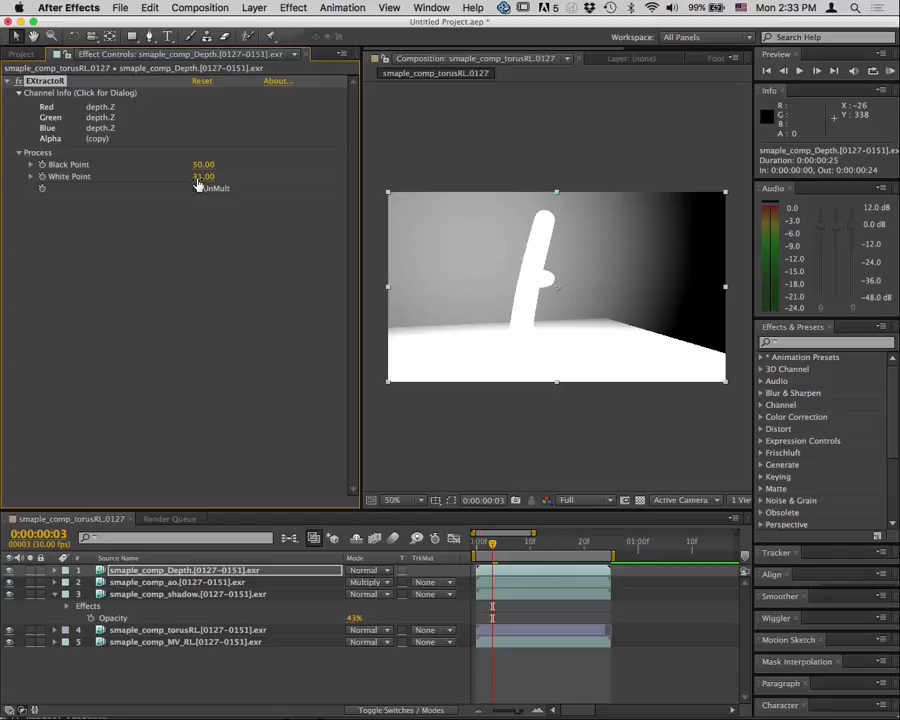 After Effects File Edit Composition Layer Effect Animation View Window Help 5 99% Mon 2:33 PM
Untitled Project.aep *
Workspace: All Panels Search Help
Project Effect Controls: smaple_comp_Depth.[0127-0151].exr
smaple_comp_torusRL.0127 • smaple_comp_Depth.[0127-0151].exr
fx EXtractoR Reset About...
Channel Info (Click for Dialog)
Red depth.Z
Green depth.Z
Blue depth.Z
Alpha (copy)
Process
Black Point 50.00
White Point 31.00
UnMult
Composition: smaple_comp_torusRL.0127 Layer: (none) Foot
smaple_comp_torusRL.0127
50% 0:00:00:03 Full Active Camera 1 Vie
Preview
Info
R : X : -26
G : Y : 338
B :
A : 0
smaple_comp_Depth.[0127-0151].exr
Duration: 0:00:00:25
In: 0:00:00:00, Out: 0:00:00:24
Audio
0.0 12.0 dB
-3.0
-6.0 0.0 dB
-9.0
-12.0 -12.0
-15.0 -24.0
-18.0
-21.0 -36.0
-24.0 -48.0 dB
Effects & Presets
* Animation Presets
3D Channel
Audio
Blur & Sharpen
Channel
Color Correction
Distort
Expression Controls
Frischluft
Generate
Keying
Matte
Noise & Grain
Obsolete
Perspective
Tracker
Align
Smoother
Wiggler
Motion Sketch
Mask Interpolation
Paragraph
Character
smaple_comp_torusRL.0127 Render Queue
0:00:00:03
00003 (30.00 fps)
# Source Name Mode T TrkMat
:00f 10f 20f 10f
1 smaple_comp_Depth.[0127-0151].exr Normal
2 smaple_comp_ao.[0127-0151].exr Multiply None
3 smaple_comp_shadow.[0127-0151].exr Normal None
Effects
Opacity 43%
4 smaple_comp_torusRL.[0127-0151].exr Normal None
5 smaple_comp_MV_RL.[0127-0151].exr Normal None
Toggle Switches / Modes